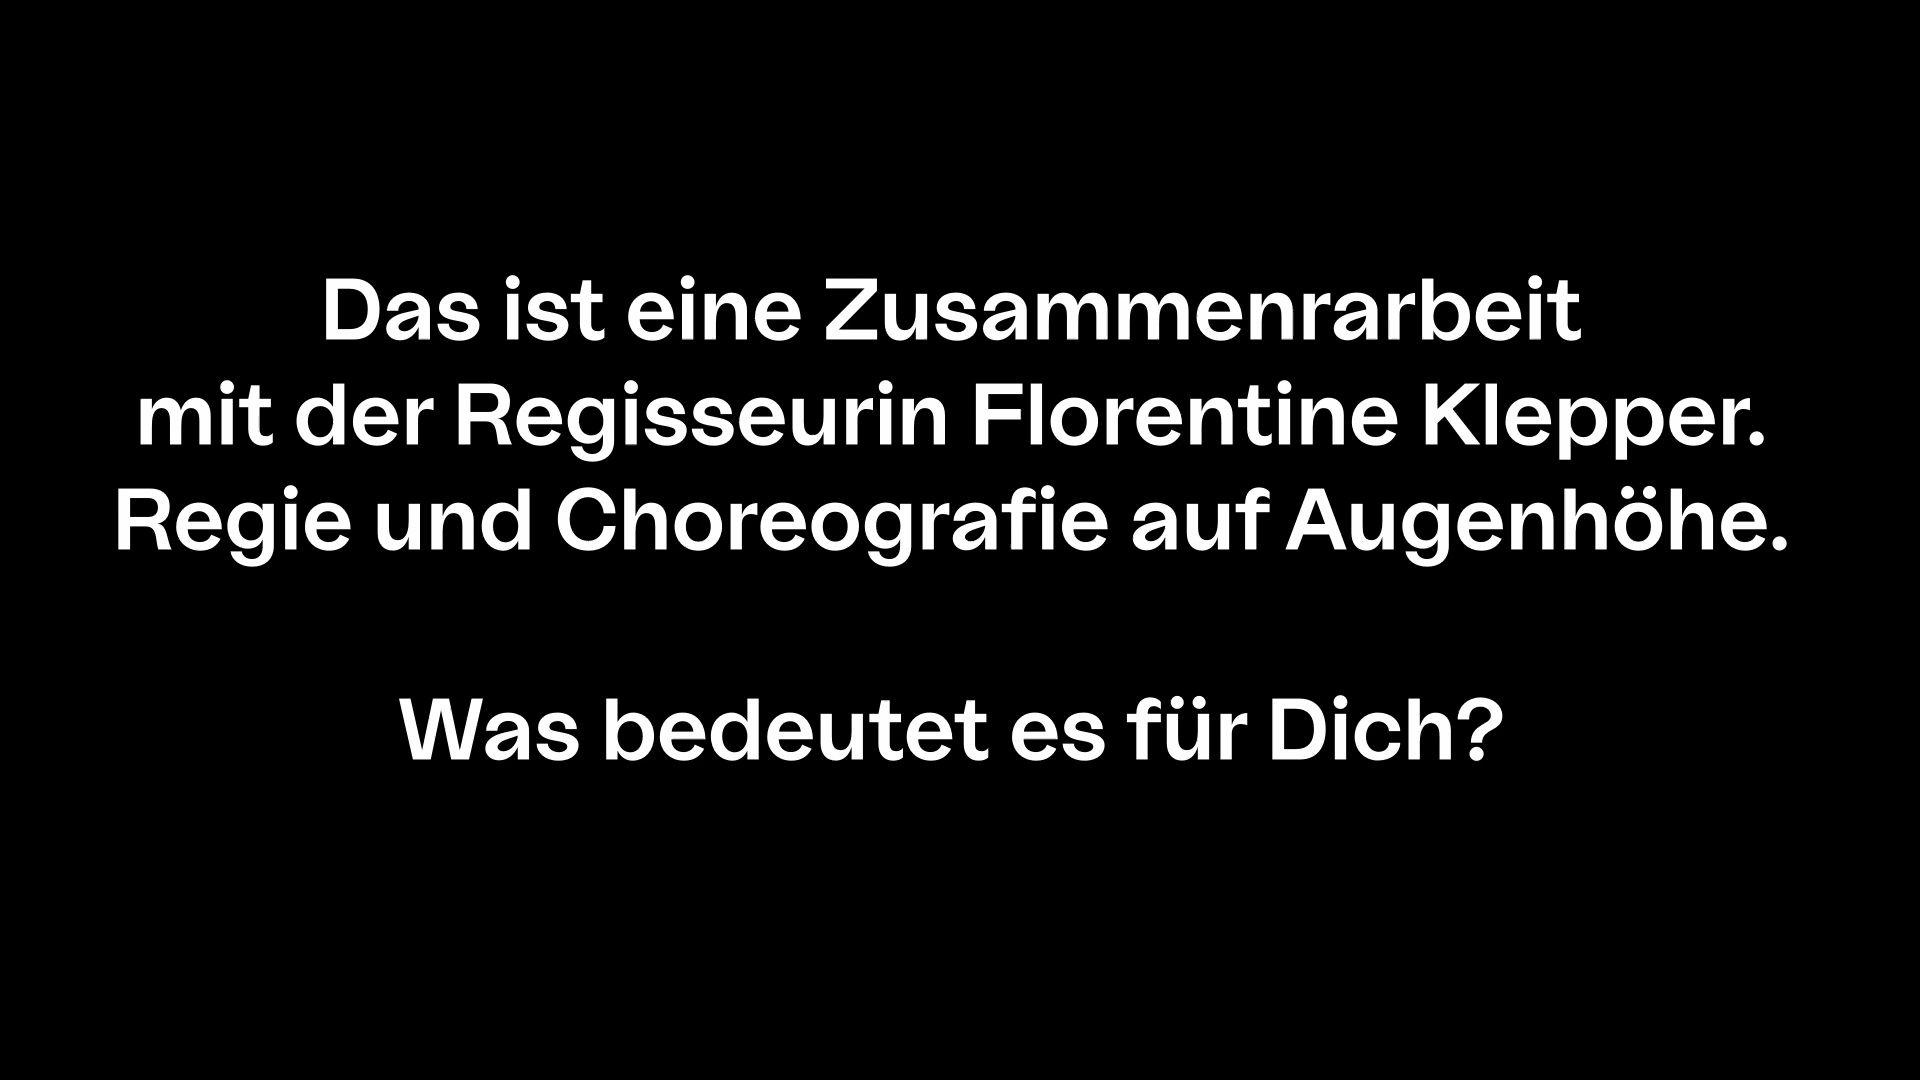 Das ist eine Zusammenrarbeit
mit der Regisseurin Florentine Klepper.
Regie und Choreografie auf Augenhöhe.
Was bedeutet es für Dich?